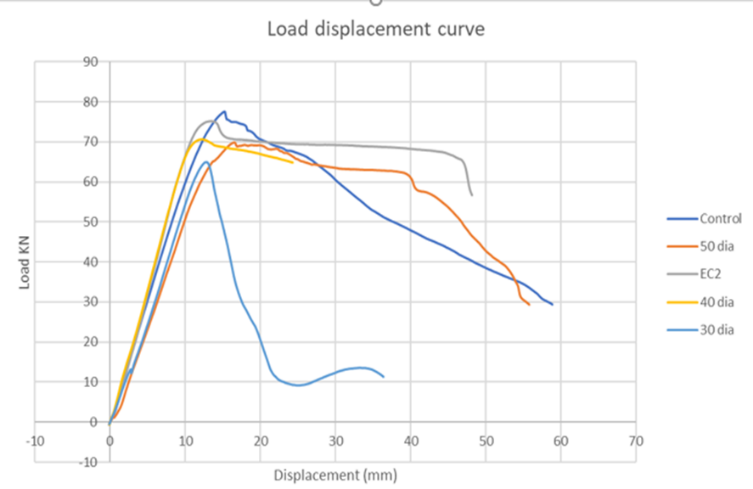 Load displacement curve
90
80
70
60
50
40
30
20
10
0
-10
-10 0 10 20 30 40 50 60 70
Load KN
Displacement (mm)
Control
50 dia
EC2
40 dia
30 dia